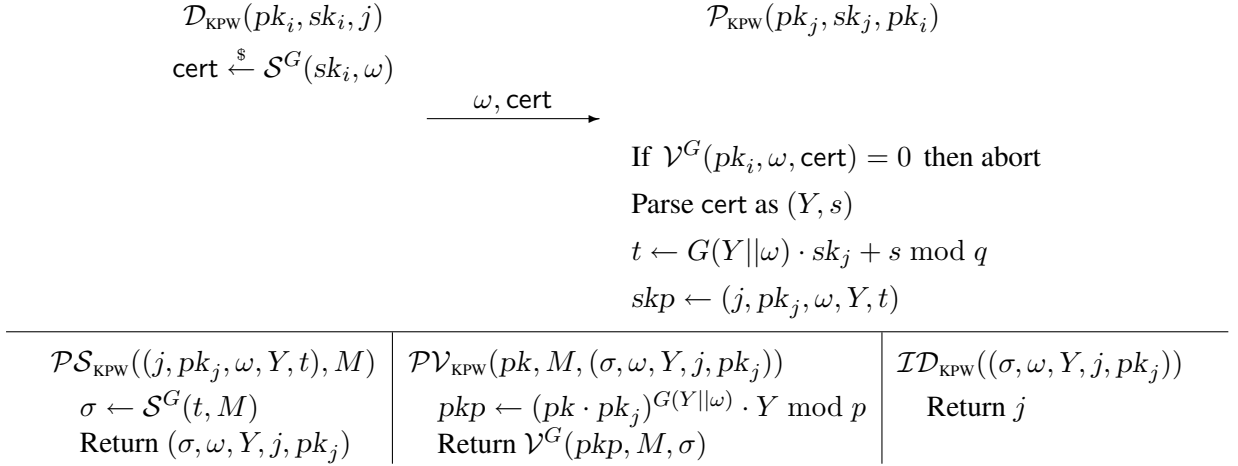 𝒟_KPW(pk_i, sk_i, j) 𝒫_KPW(pk_j, sk_j, pk_i)
cert ←$ 𝒮^G(sk_i, ω)
ω, cert
If 𝒱^G(pk_i, ω, cert) = 0 then abort
Parse cert as (Y, s)
t ← G(Y||ω) · sk_j + s mod q
skp ← (j, pk_j, ω, Y, t)
𝒫𝒮_KPW((j, pk_j, ω, Y, t), M)
σ ← 𝒮^G(t, M)
Return (σ, ω, Y, j, pk_j)
𝒫𝒱_KPW(pk, M, (σ, ω, Y, j, pk_j))
pkp ← (pk · pk_j)^{G(Y||ω)} · Y mod p
Return 𝒱^G(pkp, M, σ)
ℐ𝒟_KPW((σ, ω, Y, j, pk_j))
Return j